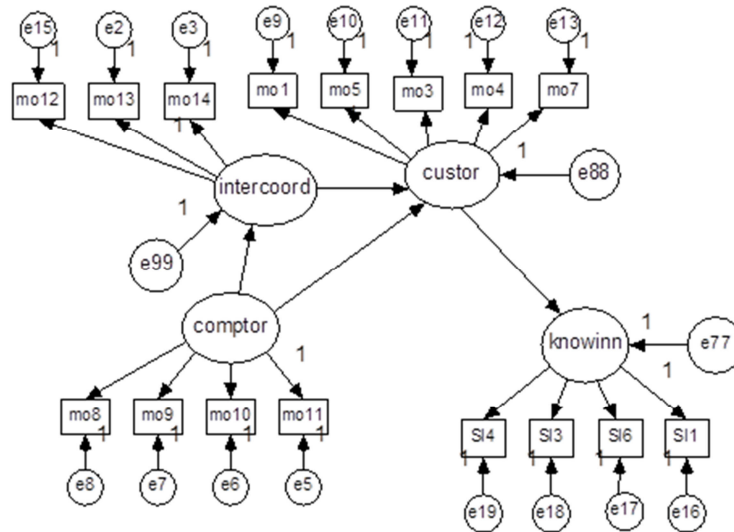 e15 e2 e3 e9 e10 e11 e12 e13
1 1 1 1 1 1 1 1
mo12 mo13 mo14 mo1 mo5 mo3 mo4 mo7
1
1
intercoord custor e88
1
e99
comptor knowinn 1 e77
1 1
mo8 mo9 mo10 mo11
1 1 1 1
SI4 SI3 SI6 SI1
1 1 1 1
e8 e7 e6 e5
e19 e18 e17 e16